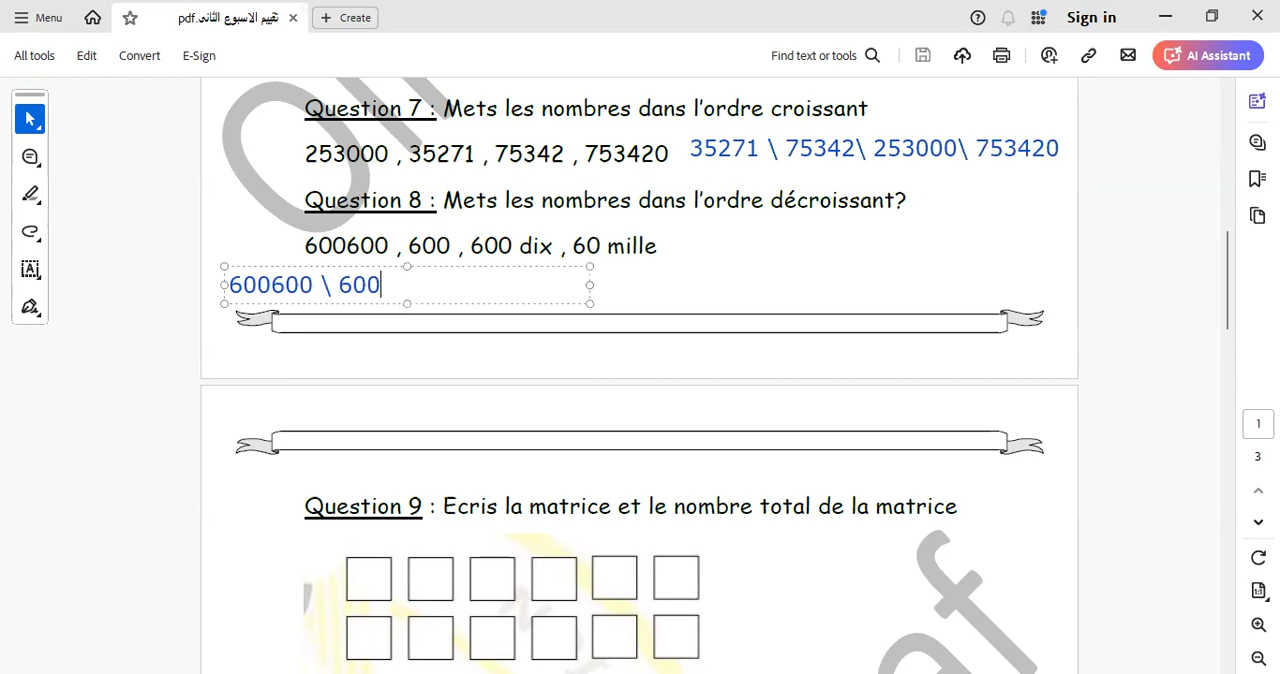 Menu
تقييم الاسبوع الثانى.pdf
Create
Sign in
All tools
Edit
Convert
E-Sign
Find text or tools
AI Assistant
Question 7 : Mets les nombres dans l'ordre croissant
253000 , 35271 , 75342 , 753420
35271 \ 75342\ 253000\ 753420
Question 8 : Mets les nombres dans l'ordre décroissant?
600600 , 600 , 600 dix , 60 mille
600600 \ 600
1
3
Question 9 : Ecris la matrice et le nombre total de la matrice